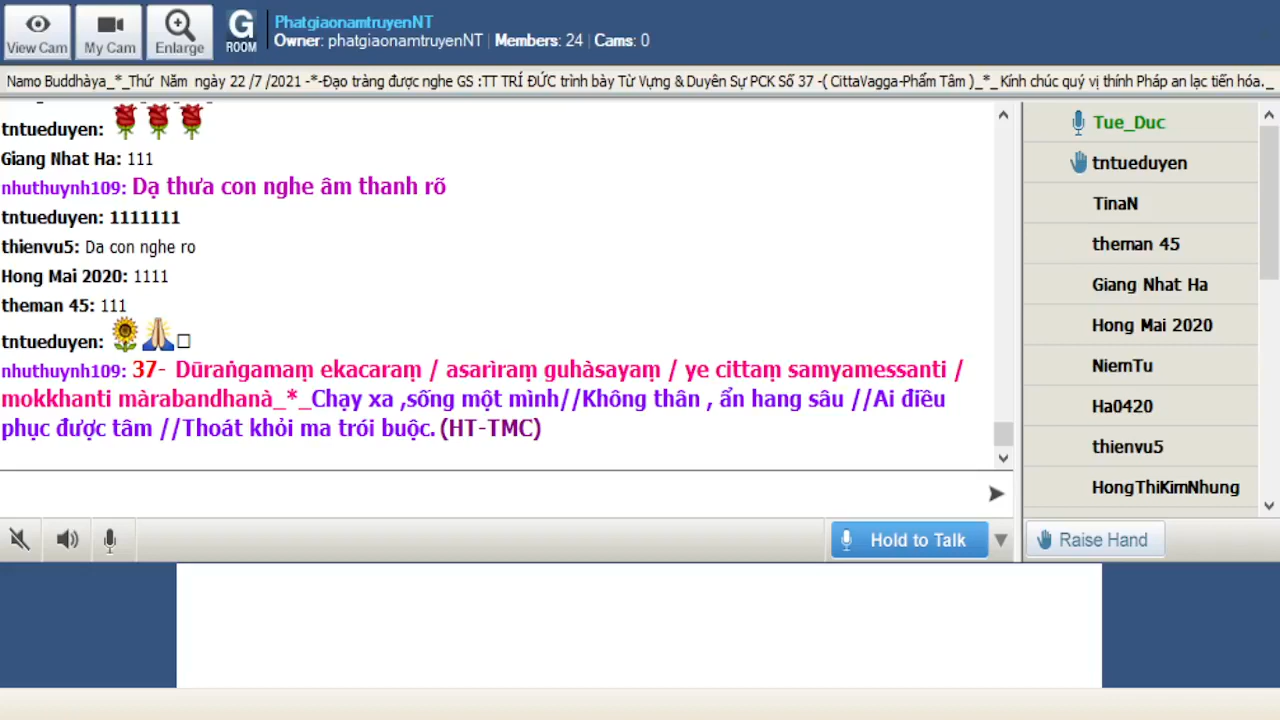 View Cam
My Cam
Enlarge
G
ROOM
PhatgiaonamtruyenNT
Owner: phatgiaonamtruyenNT | Members: 24 | Cams: 0
Namo Buddhàya_*_Thứ Năm ngày 22 /7 /2021 -*-Đạo tràng được nghe GS :TT TRÍ ĐỨC trình bày Từ Vựng & Duyên Sự PCK Số 37 -( CittaVagga-Phẩm Tâm )_*_Kính chúc quý vị thính Pháp an lạc tiến hóa._
tntueduyen:
Giang Nhat Ha: 111
nhuthuynh109: Dạ thưa con nghe âm thanh rõ
tntueduyen: 1111111
thienvu5: Da con nghe ro
Hong Mai 2020: 1111
theman 45: 111
tntueduyen:
nhuthuynh109: 37- Dūraṅgamaṃ ekacaraṃ / asarìraṃ guhàsayaṃ / ye cittaṃ samyamessanti /
mokkhanti màrabandhanà_*_Chạy xa ,sống một mình//Không thân , ẩn hang sâu //Ai điều
phục được tâm //Thoát khỏi ma trói buộc. (HT-TMC)
Tue_Duc
tntueduyen
TinaN
theman 45
Giang Nhat Ha
Hong Mai 2020
NiemTu
Ha0420
thienvu5
HongThiKimNhung
Hold to Talk
Raise Hand